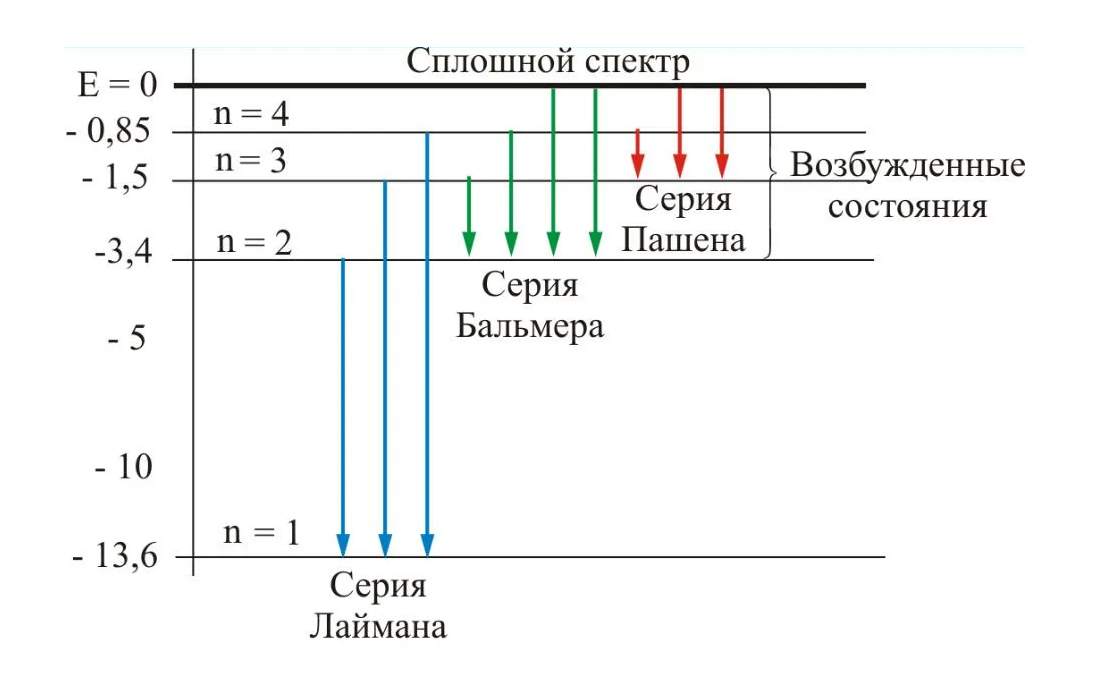 Сплошной спектр
E = 0
n = 4
- 0,85
n = 3
- 1,5
Возбужденные
состояния
Серия
Пашена
n = 2
-3,4
Серия
Бальмера
- 5
- 10
n = 1
- 13,6
Серия
Лаймана